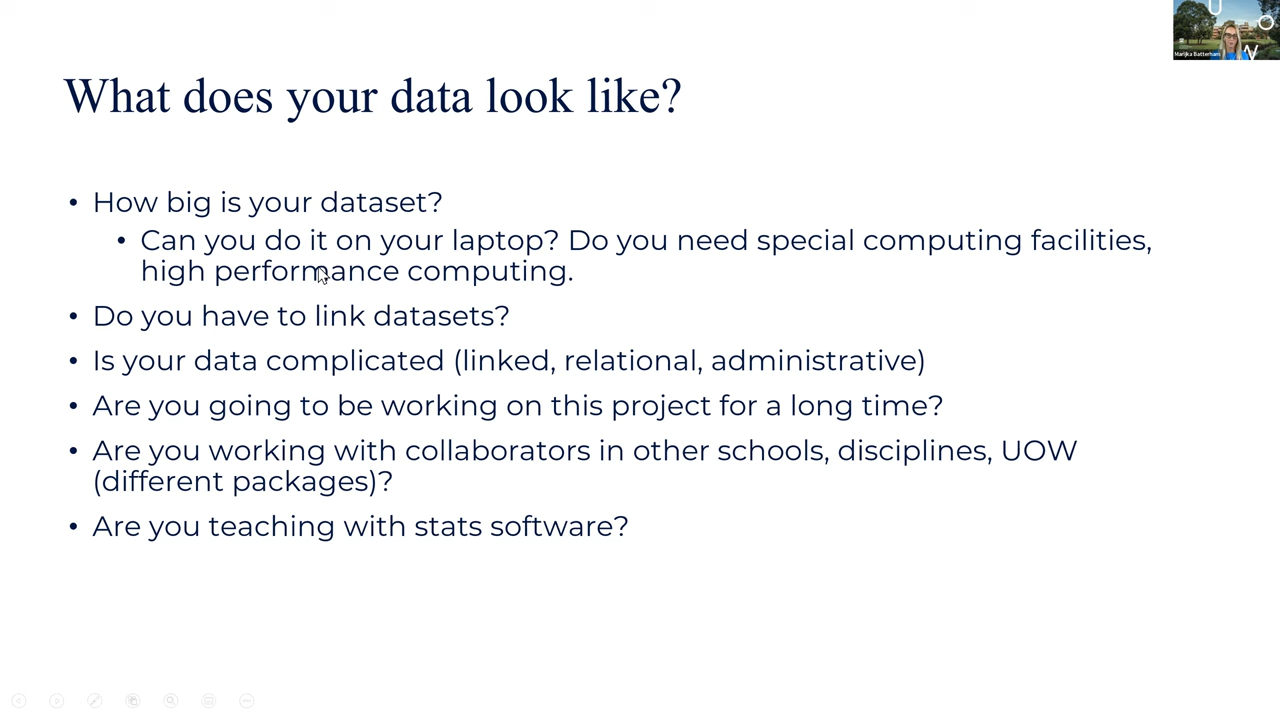 U
O
W
Marijka Batterham
What does your data look like?
• How big is your dataset?
• Can you do it on your laptop? Do you need special computing facilities,
high performance computing.
• Do you have to link datasets?
• Is your data complicated (linked, relational, administrative)
• Are you going to be working on this project for a long time?
• Are you working with collaborators in other schools, disciplines, UOW
(different packages)?
• Are you teaching with stats software?